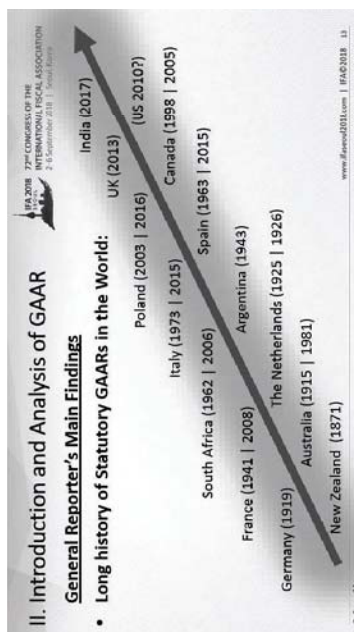 II. Introduction and Analysis of GAAR
IFA 2018
SEOUL
72nd CONGRESS OF THE
INTERNATIONAL FISCAL ASSOCIATION
2-6 September 2018 | Seoul, Korea
General Reporter's Main Findings
• Long history of Statutory GAARs in the World:
India (2017)
UK (2013)
(US 2010?)
Poland (2003 | 2016)
Canada (1998 | 2005)
Italy (1973 | 2015)
Spain (1963 | 2015)
South Africa (1962 | 2006)
Argentina (1943)
France (1941 | 2008)
The Netherlands (1925 | 1926)
Germany (1919)
Australia (1915 | 1981)
New Zealand (1871)
www.ifaseoul2018.com | IFA©2018
13